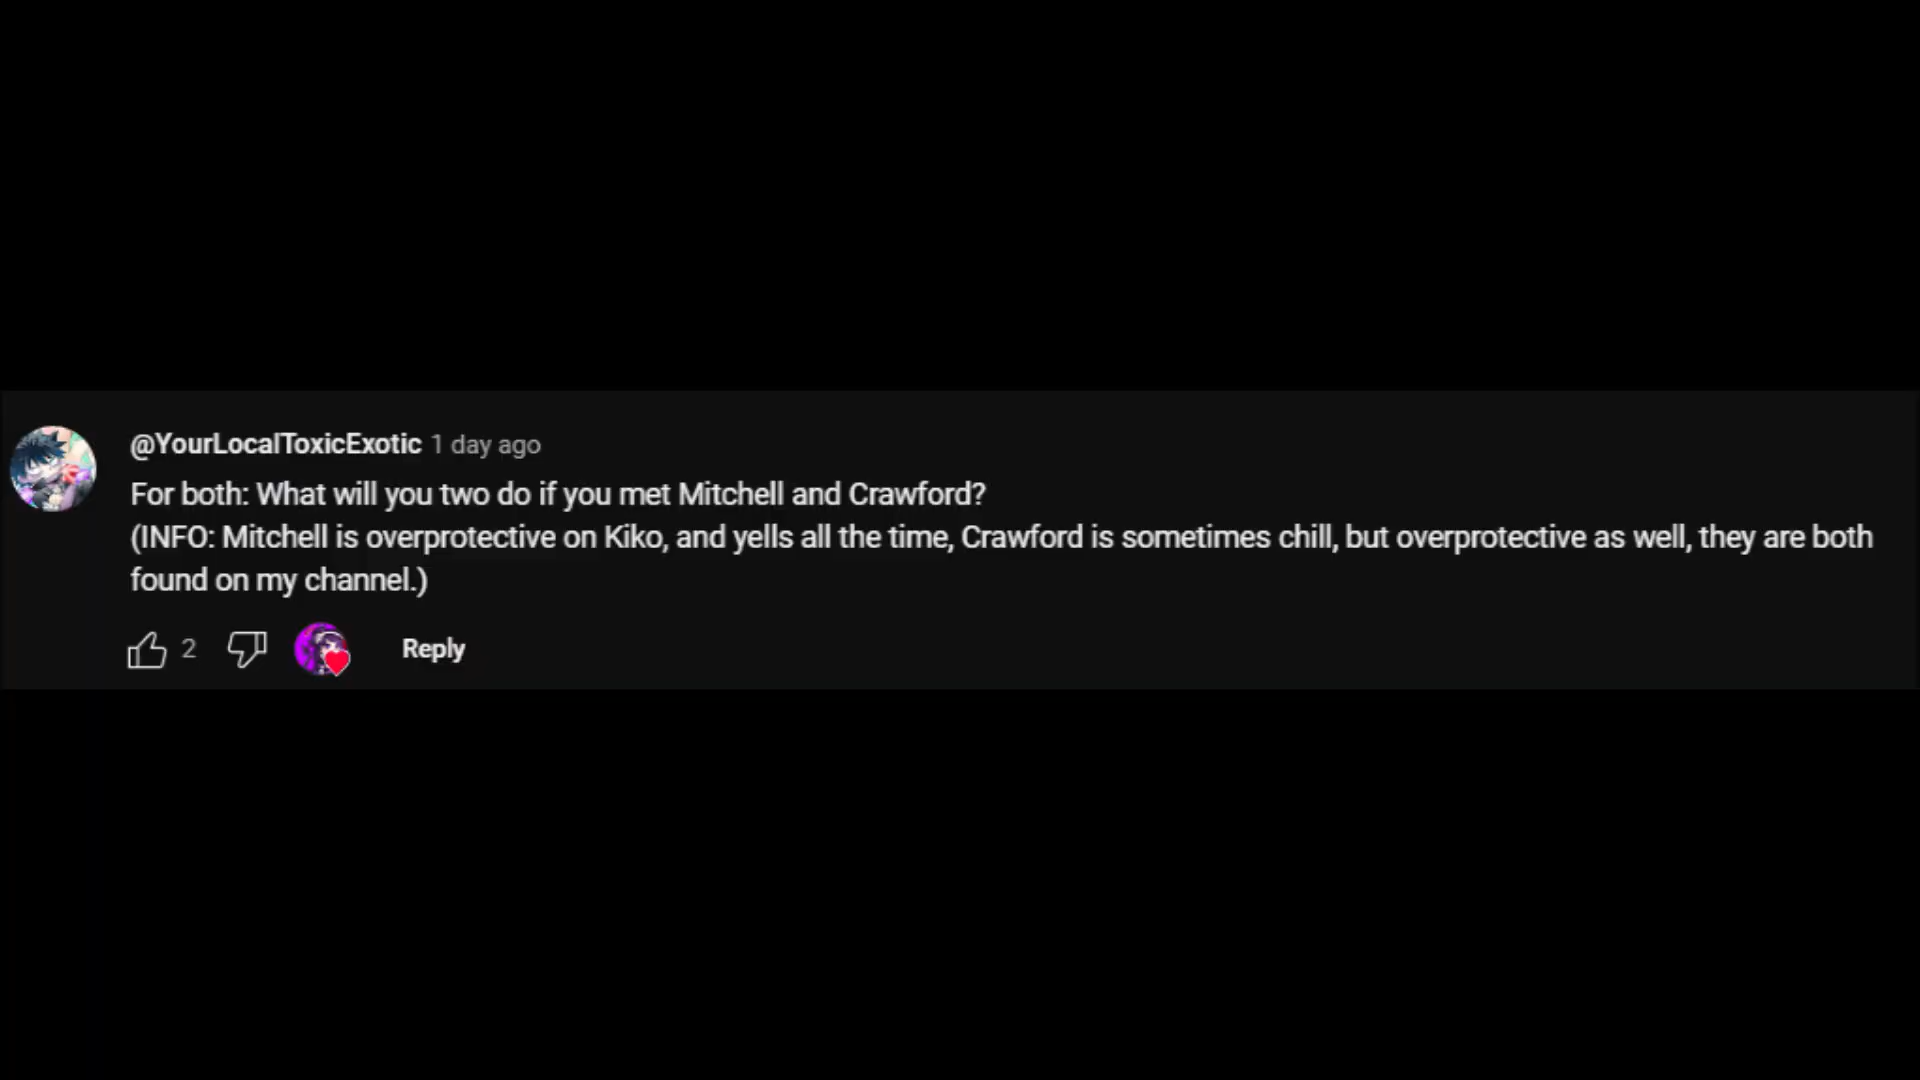 @YourLocalToxicExotic 1 day ago
For both: What will you two do if you met Mitchell and Crawford?
(INFO: Mitchell is overprotective on Kiko, and yells all the time, Crawford is sometimes chill, but overprotective as well, they are both
found on my channel.)
2 Reply